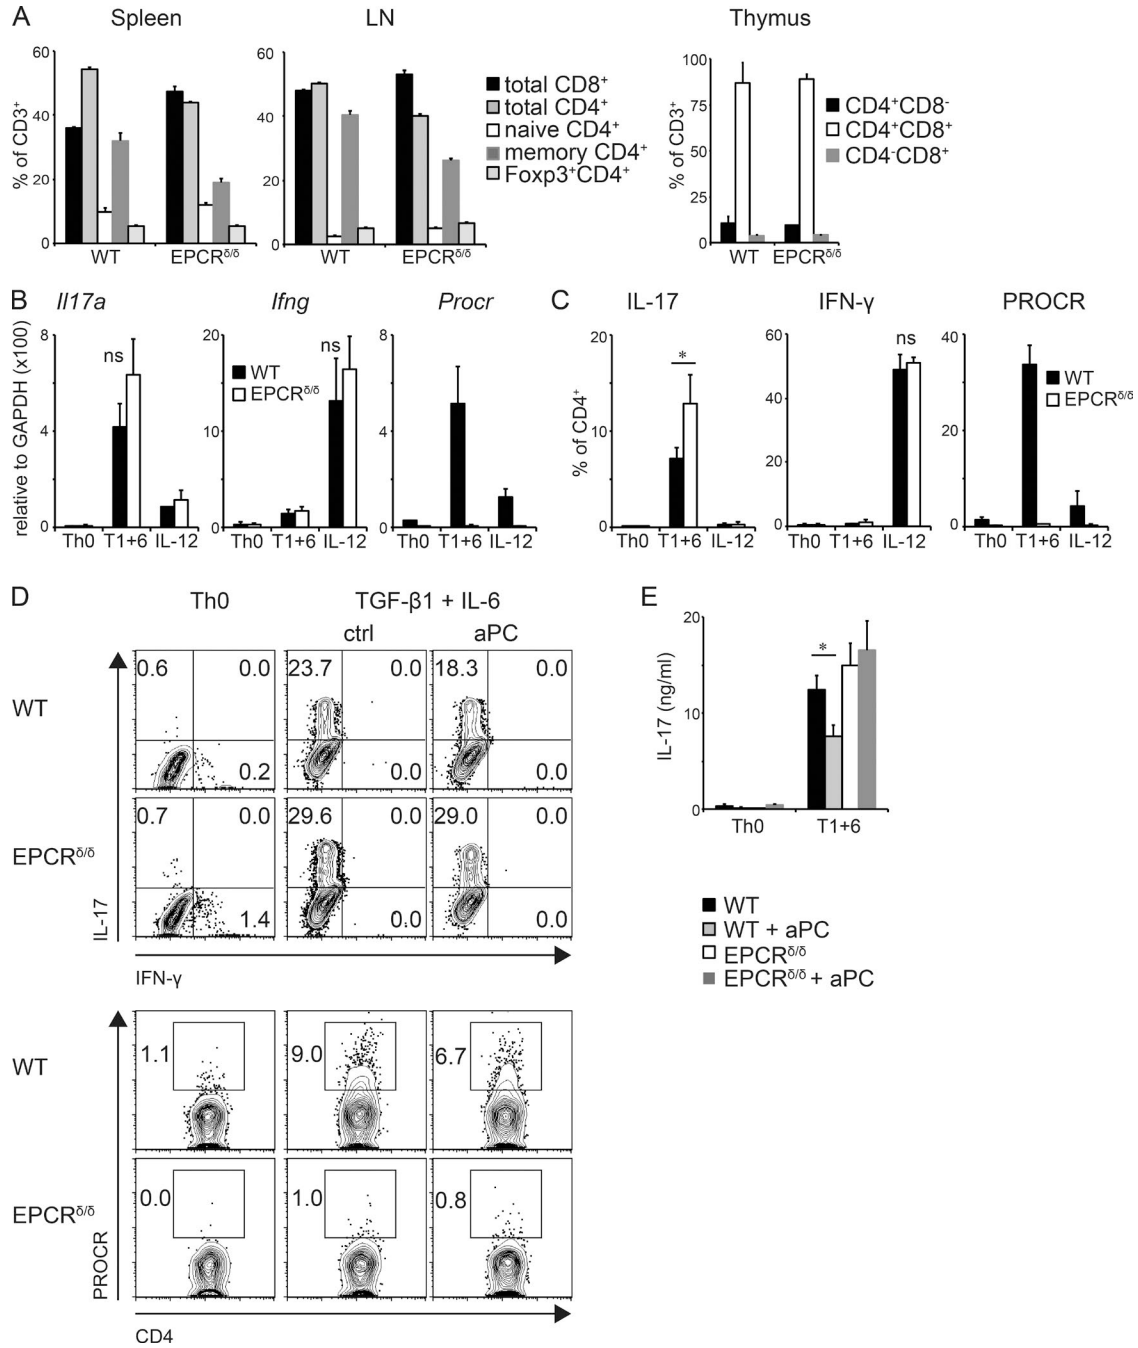 A Spleen LN Thymus
60
40
20
0
% of CD3⁺
WT EPCRδ/δ
60
40
20
0
WT EPCRδ/δ
total CD8⁺
total CD4⁺
naive CD4⁺
memory CD4⁺
Foxp3⁺CD4⁺
100
75
50
25
0
% of CD3⁺
WT EPCRδ/δ
CD4⁺CD8⁻
CD4⁺CD8⁺
CD4⁻CD8⁺
B Il17a Ifng Procr
relative to GAPDH (x100)
8
4
0
ns
Th0 T1+6 IL-12
20
10
0
WT
EPCRδ/δ
ns
Th0 T1+6 IL-12
8
4
0
Th0 T1+6 IL-12
C IL-17 IFN-γ PROCR
% of CD4⁺
20
10
0
*
Th0 T1+6 IL-12
60
40
20
0
ns
Th0 T1+6 IL-12
40
20
0
WT
EPCRδ/δ
Th0 T1+6 IL-12
D Th0 TGF-β1 + IL-6
ctrl aPC
WT
0.6 0.0 23.7 0.0 18.3 0.0
0.2 0.0 0.0
EPCRδ/δ
0.7 0.0 29.6 0.0 29.0 0.0
1.4 0.0 0.0
IL-17
IFN-γ
WT
1.1 9.0 6.7
EPCRδ/δ
0.0 1.0 0.8
PROCR
CD4
E
IL-17 (ng/ml)
20
10
0
*
Th0 T1+6
WT
WT + aPC
EPCRδ/δ
EPCRδ/δ + aPC